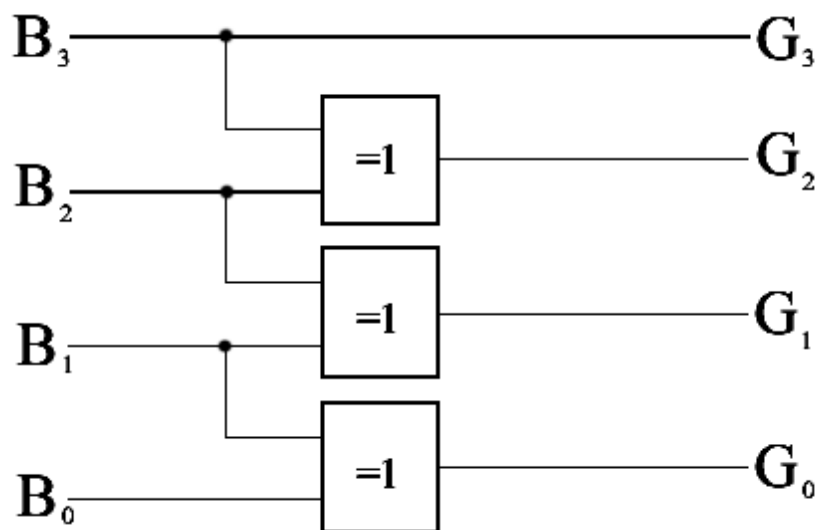 B₃ G₃
=1 G₂
B₂
=1 G₁
B₁
=1 G₀
B₀